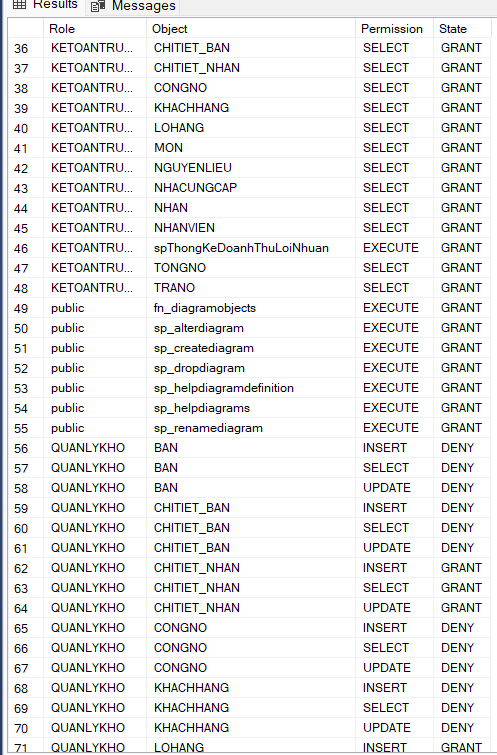 Results Messages
Role Object Permission State
36 KETOANTRU... CHITIET_BAN SELECT GRANT
37 KETOANTRU... CHITIET_NHAN SELECT GRANT
38 KETOANTRU... CONGNO SELECT GRANT
39 KETOANTRU... KHACHHANG SELECT GRANT
40 KETOANTRU... LOHANG SELECT GRANT
41 KETOANTRU... MON SELECT GRANT
42 KETOANTRU... NGUYENLIEU SELECT GRANT
43 KETOANTRU... NHACUNGCAP SELECT GRANT
44 KETOANTRU... NHAN SELECT GRANT
45 KETOANTRU... NHANVIEN SELECT GRANT
46 KETOANTRU... spThongKeDoanhThuLoiNhuan EXECUTE GRANT
47 KETOANTRU... TONGNO SELECT GRANT
48 KETOANTRU... TRANO SELECT GRANT
49 public fn_diagramobjects EXECUTE GRANT
50 public sp_alterdiagram EXECUTE GRANT
51 public sp_creatediagram EXECUTE GRANT
52 public sp_dropdiagram EXECUTE GRANT
53 public sp_helpdiagramdefinition EXECUTE GRANT
54 public sp_helpdiagrams EXECUTE GRANT
55 public sp_renamediagram EXECUTE GRANT
56 QUANLYKHO BAN INSERT DENY
57 QUANLYKHO BAN SELECT DENY
58 QUANLYKHO BAN UPDATE DENY
59 QUANLYKHO CHITIET_BAN INSERT DENY
60 QUANLYKHO CHITIET_BAN SELECT DENY
61 QUANLYKHO CHITIET_BAN UPDATE DENY
62 QUANLYKHO CHITIET_NHAN INSERT GRANT
63 QUANLYKHO CHITIET_NHAN SELECT GRANT
64 QUANLYKHO CHITIET_NHAN UPDATE GRANT
65 QUANLYKHO CONGNO INSERT DENY
66 QUANLYKHO CONGNO SELECT DENY
67 QUANLYKHO CONGNO UPDATE DENY
68 QUANLYKHO KHACHHANG INSERT DENY
69 QUANLYKHO KHACHHANG SELECT DENY
70 QUANLYKHO KHACHHANG UPDATE DENY
71 QUANLYKHO LOHANG INSERT GRANT